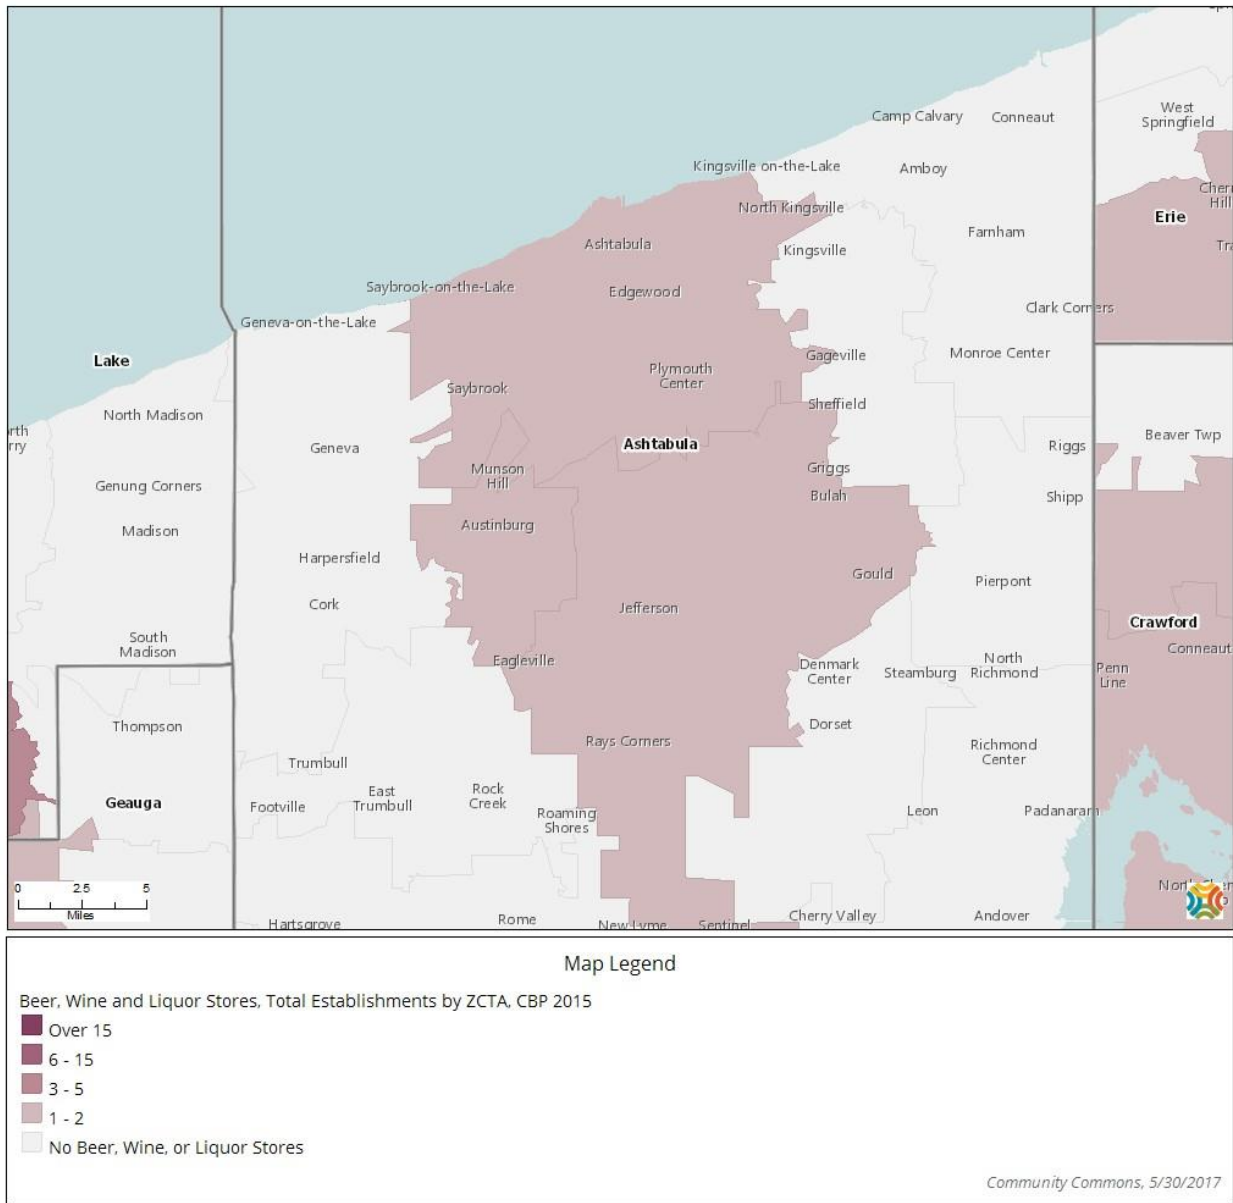 Camp Calvary
Conneaut
West
Springfield
Kingsville on-the-Lake
Amboy
North Kingsville
Erie
Ashtabula
Kingsville
Farnham
Saybrook-on-the-Lake
Edgewood
Geneva-on-the-Lake
Clark Corners
Lake
Plymouth
Center
Gageville
Monroe Center
Saybrook
North Madison
Sheffield
Geneva
Ashtabula
Riggs
Beaver Twp
Munson
Hill
Griggs
Genung Corners
Bulah
Shipp
Madison
Austinburg
Harpersfield
Gould
Pierpont
Cork
Jefferson
Crawford
South
Madison
Eagleville
Denmark
Center
Steamburg
North
Richmond
Penn
Line
Conneaut
Thompson
Dorset
Rays Corners
Richmond
Center
Trumbull
Geauga
Footville
East
Trumbull
Rock
Creek
Roaming
Shores
Leon
Padanaram
0 2.5 5
Miles
Hartsgrove
Rome
New Lyme
Sentinel
Cherry Valley
Andover
Map Legend
Beer, Wine and Liquor Stores, Total Establishments by ZCTA, CBP 2015
Over 15
6 - 15
3 - 5
1 - 2
No Beer, Wine, or Liquor Stores
Community Commons, 5/30/2017